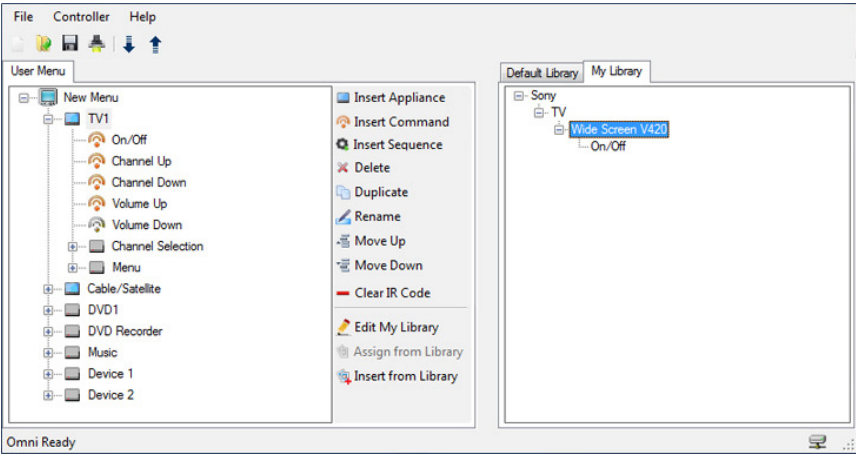 File Controller Help
User Menu
New Menu
TV1
On/Off
Channel Up
Channel Down
Volume Up
Volume Down
Channel Selection
Menu
Cable/Satellite
DVD1
DVD Recorder
Music
Device 1
Device 2
Insert Appliance
Insert Command
Insert Sequence
Delete
Duplicate
Rename
Move Up
Move Down
Clear IR Code
Edit My Library
Assign from Library
Insert from Library
Default Library My Library
Sony
TV
Wide Screen V420
On/Off
Omni Ready